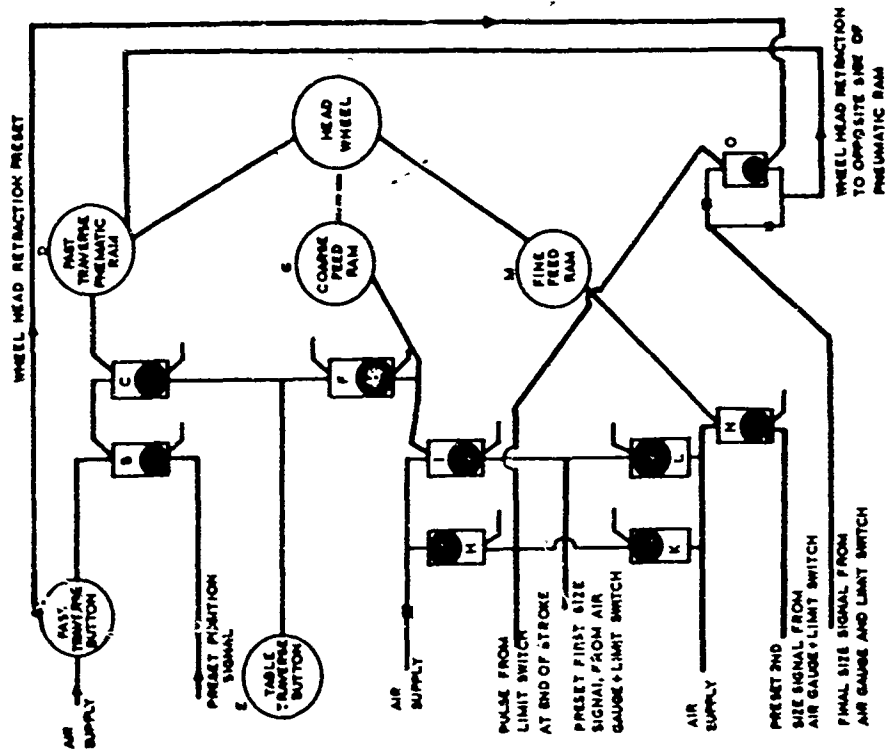 WHEEL HEAD RETRACTION PRESET
AIR
SUPPLY
FAST
TRAVERSE
BUTTON
B
C
D
FAST
TRAVERSE
PNEMATIC
RAM
PRESET POSITION
SIGNAL
E
TABLE
TRAVERSE
BUTTON
F
G
COARSE
FEED
RAM
HEAD
WHEEL
AIR
SUPPLY
H
I
M
FINE
FEED
RAM
PULSE FROM
LIMIT SWITCH
AT END OF STROKE
PRESET FIRST SIZE
SIGNAL, FROM AIR
GAUGE + LIMIT SWITCH
K
L
AIR
SUPPLY
N
O
PRESET 2ND
SIZE SIGNAL FROM
AIR GAUGE + LIMIT SWITCH
FINAL SIZE SIGNAL FROM
AIR GAUGE AND LIMIT SWITCH
WHEEL HEAD RETRACTION
TO OPPOSITE SIDE OF
PNEUMATIC RAM